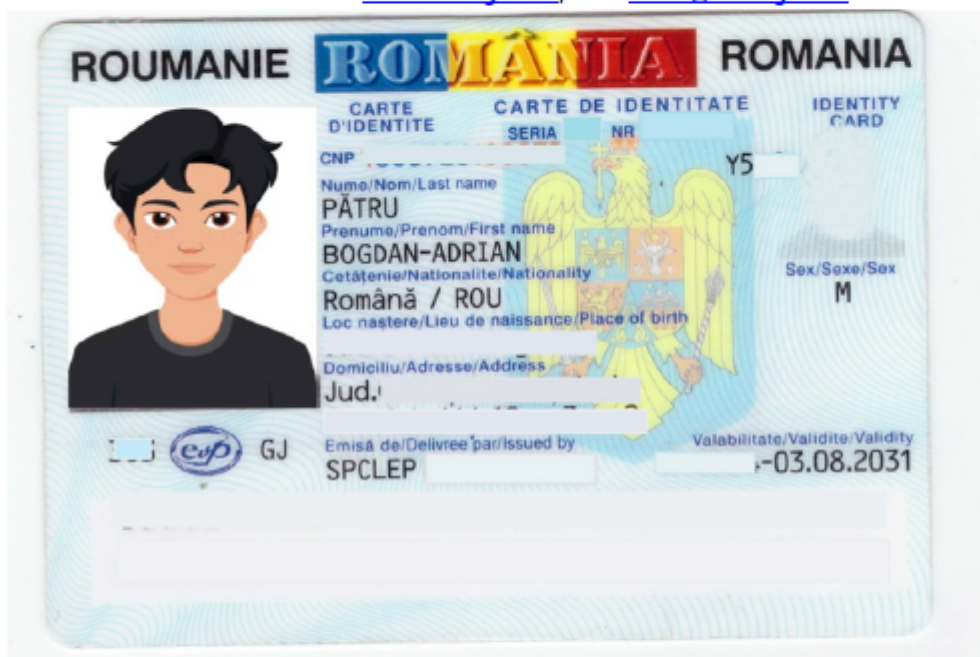 ROUMANIE ROMÂNIA ROMANIA
CARTE D'IDENTITE
CARTE DE IDENTITATE
IDENTITY CARD
SERIA NR
CNP
Y5
Nume/Nom/Last name
PĂTRU
Prenume/Prenom/First name
BOGDAN-ADRIAN
Cetăţenie/Nationalite/Nationality
Română / ROU
Sex/Sexe/Sex
M
Loc naştere/Lieu de naissance/Place of birth
Domiciliu/Adresse/Address
Jud.
Emisă de/Delivree par/Issued by
SPCLEP
Valabilitate/Validite/Validity
-03.08.2031
GJ